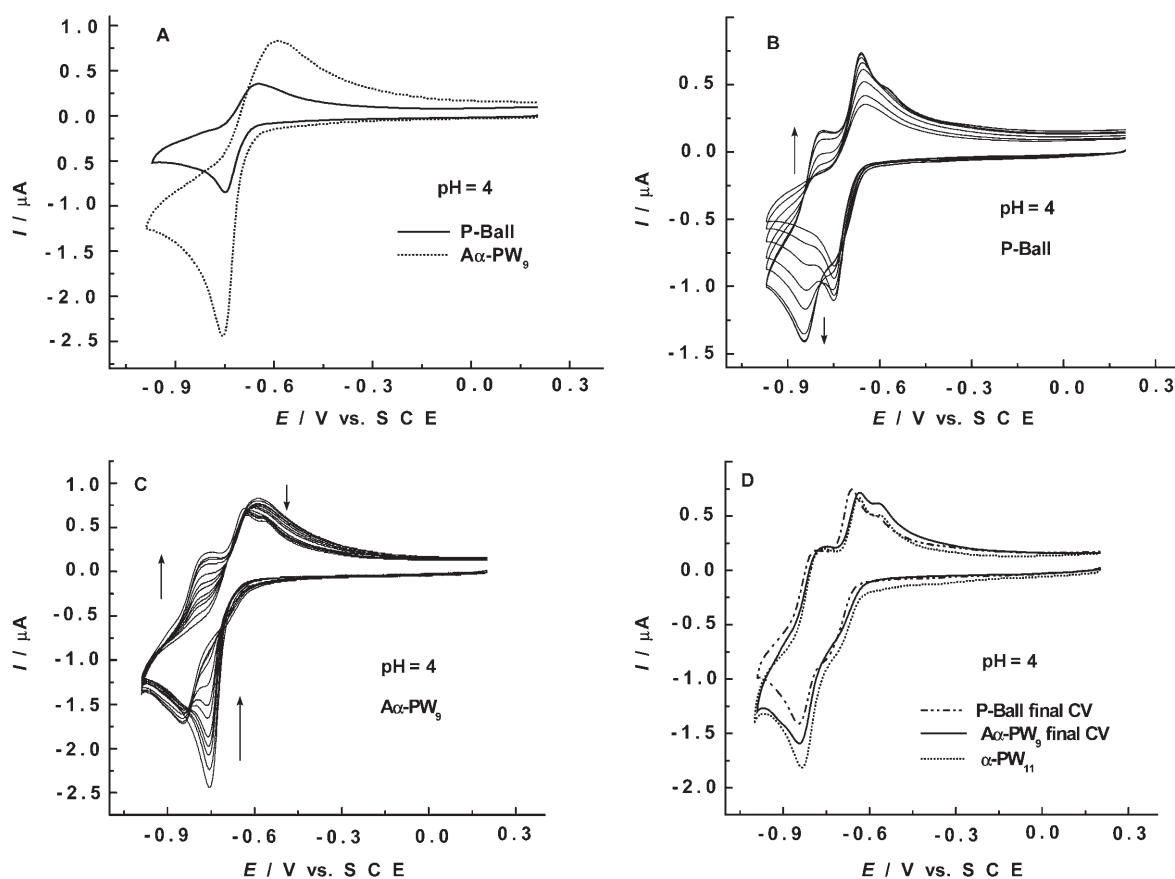 A
1.0
0.5
0.0
0.5
-1.0
-1.5
-2.0
-2.5
I / μA
pH = 4
P-Ball
Aα-PW₉
-0.9 -0.6 -0.3 0.0 0.3
E / V vs. S C E
B
0.5
0.0
-0.5
-1.0
-1.5
I / μA
pH = 4
P-Ball
-0.9 -0.6 -0.3 0.0 0.3
E / V vs. S C E
C
1.0
0.5
0.0
-0.5
-1.0
-1.5
-2.0
-2.5
I / μA
pH = 4
Aα-PW₉
-0.9 -0.6 -0.3 0.0 0.3
E / V vs. S C E
D
0.5
0.0
-0.5
-1.0
-1.5
-2.0
I / μA
pH = 4
P-Ball final CV
Aα-PW₉ final CV
α-PW₁₁
-0.9 -0.6 -0.3 0.0 0.3
E / V vs. S C E